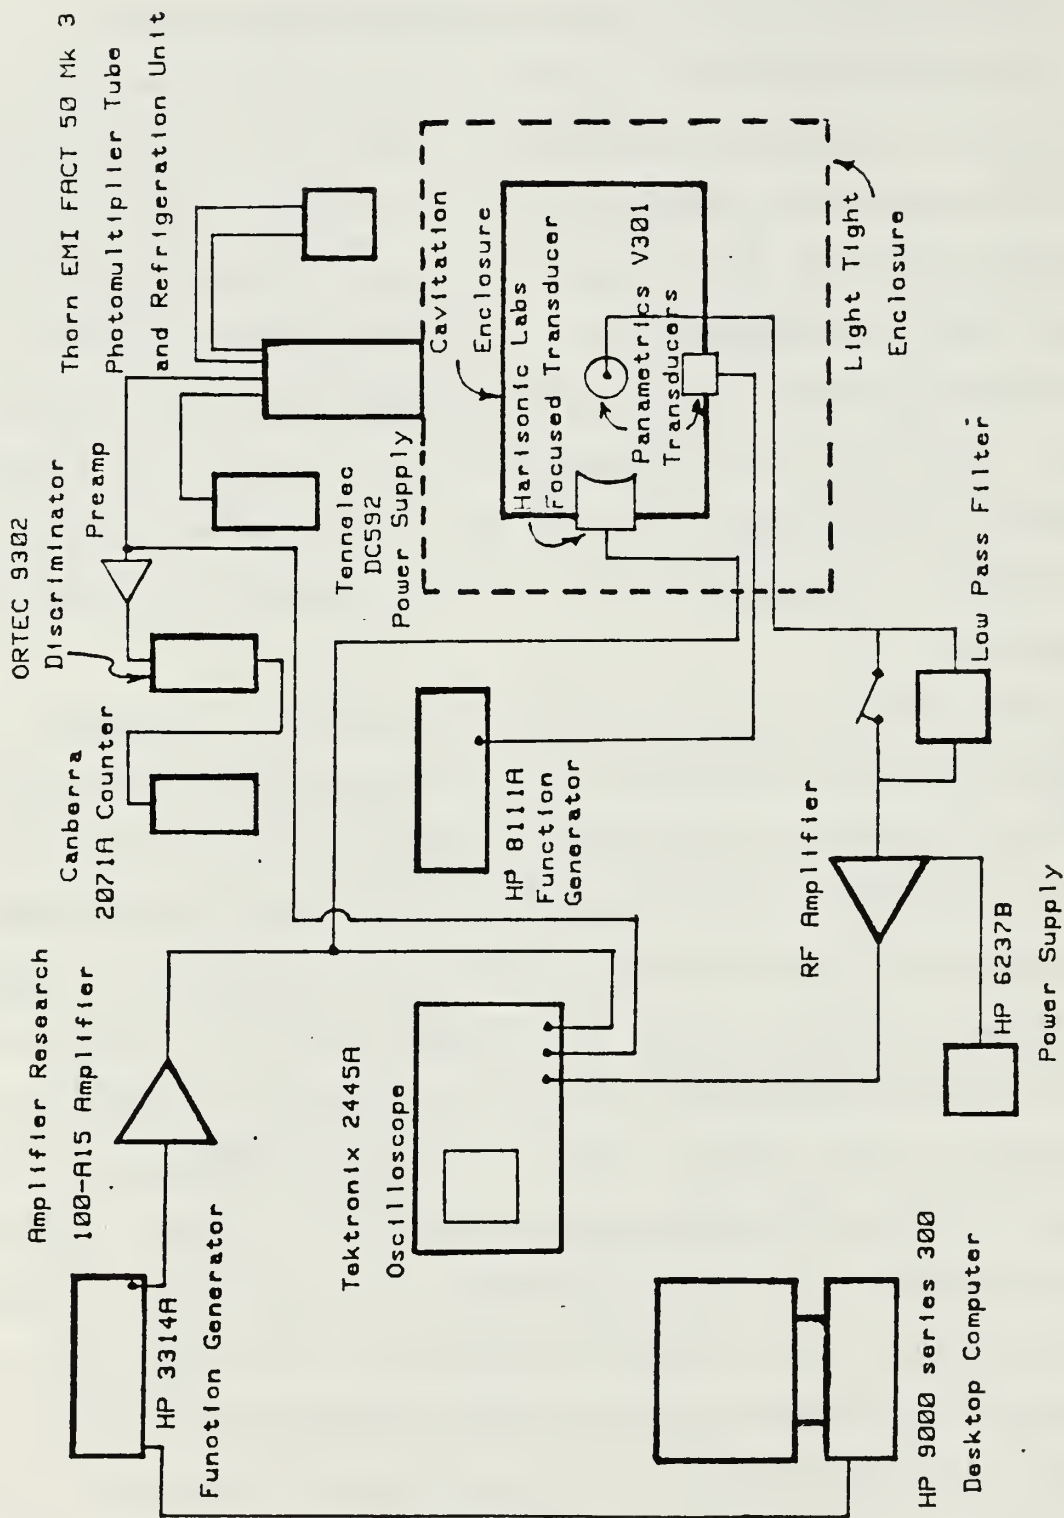 Amplifier Research
100-A15 Amplifier
HP 3314A
Function Generator
ORTEC 9302
Discriminator
Preamp
Canberra
2071A Counter
Thorn EMI FACT 50 Mk 3
Photomultiplier Tube
and Refrigeration Unit
Tennelec
DC592
Power Supply
Cavitation
Enclosure
Harisonic Labs
Focused Transducer
Panametrics V301
Transducers
Light Tight
Enclosure
Tektronix 2445A
Oscilloscope
HP 8111A
Function
Generator
Low Pass Filter
RF Amplifier
HP 6237B
Power Supply
HP 9000 series 300
Desktop Computer